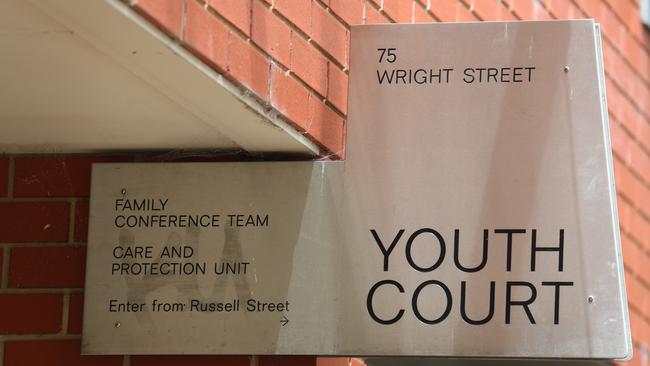 75
WRIGHT STREET
YOUTH
COURT
FAMILY
CONFERENCE TEAM
CARE AND
PROTECTION UNIT
Enter from Russell Street
→